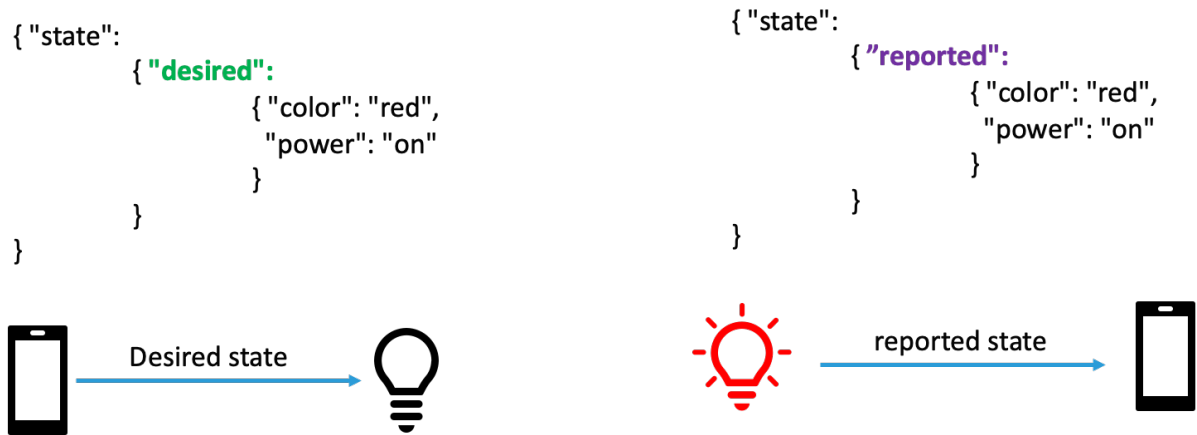 { "state":
{ "desired":
{ "color": "red",
"power": "on"
}
}
}
Desired state
{ "state":
{ ”reported":
{ "color": "red",
"power": "on"
}
}
}
reported state